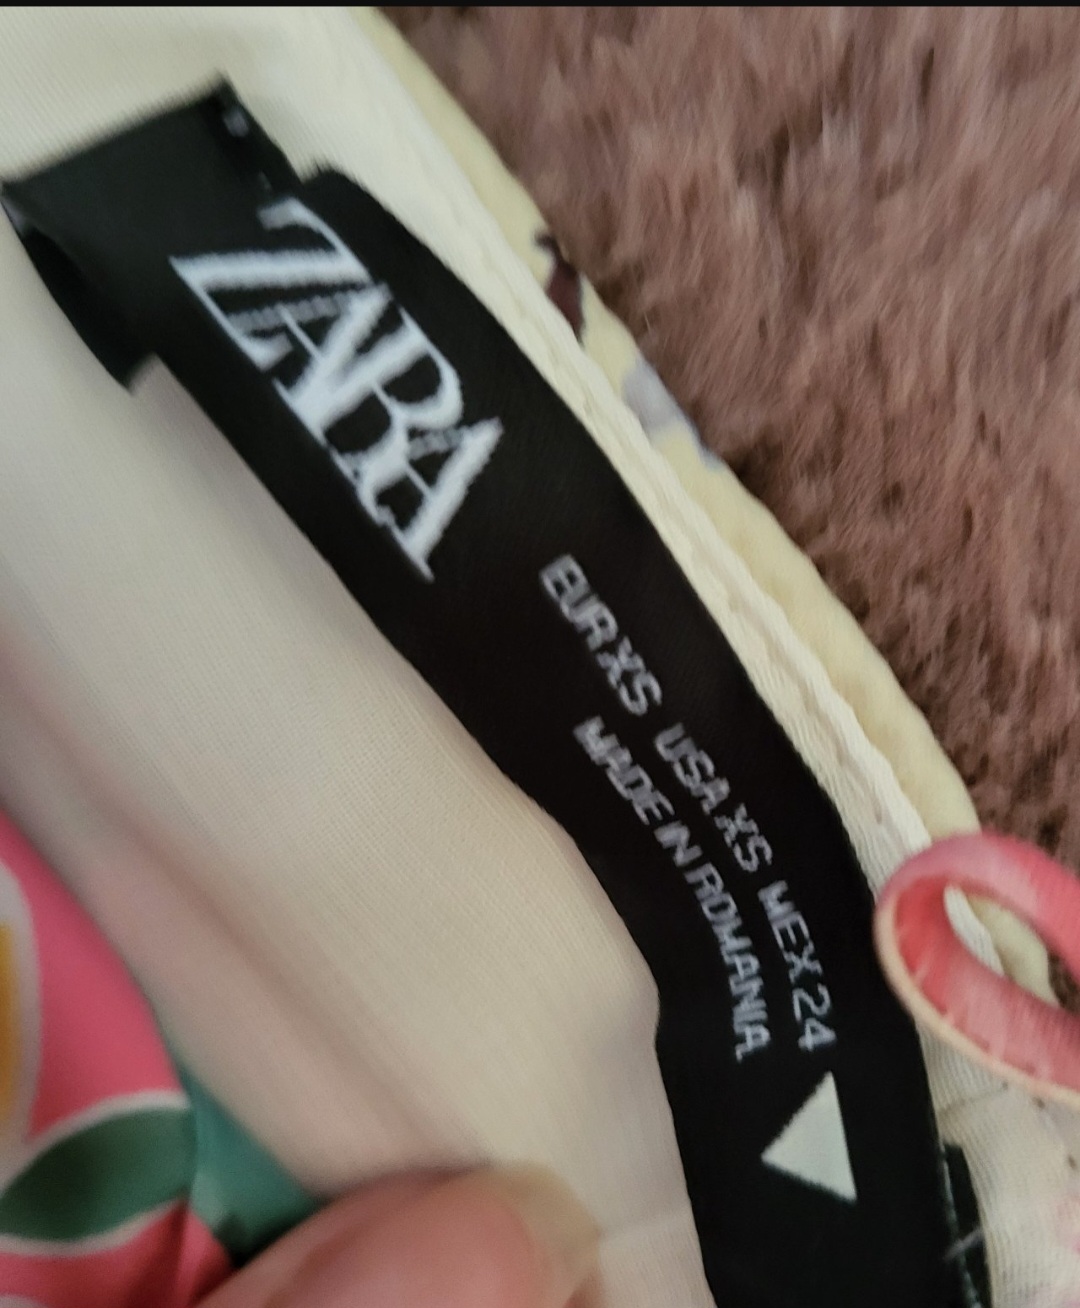 ZARA
EUR XS USA XS MEX 24
MADE IN ROMANIA